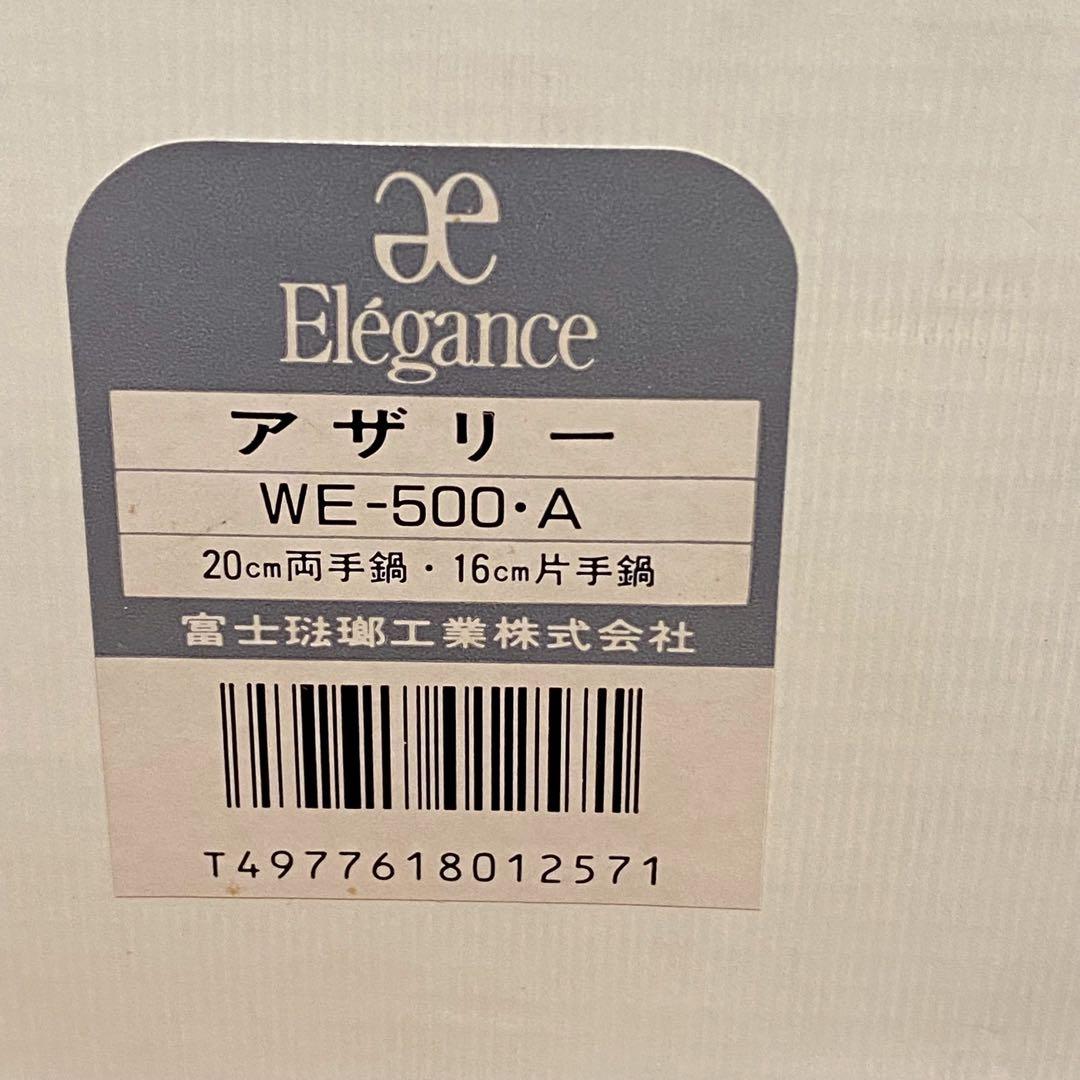 æ
Elégance
アザリー
WE-500・A
20cm両手鍋・16cm片手鍋
富士琺瑯工業株式会社
T4977618012571